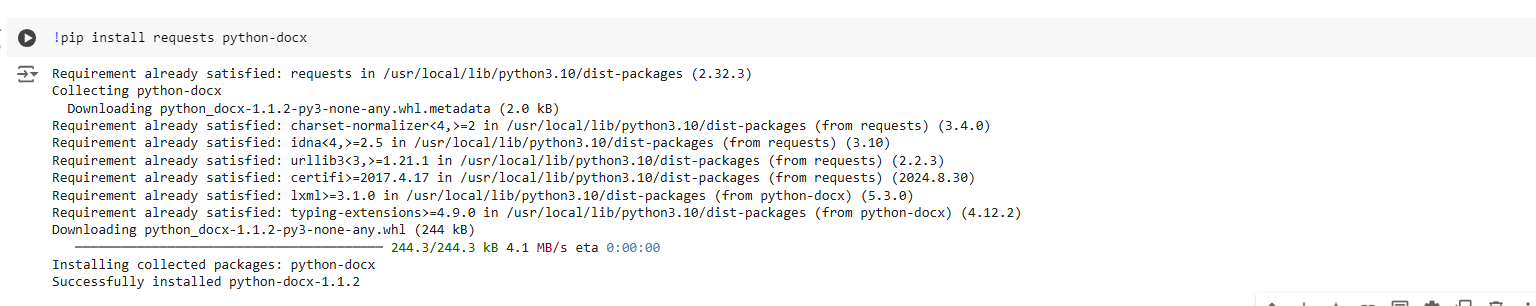 !pip install requests python-docx
Requirement already satisfied: requests in /usr/local/lib/python3.10/dist-packages (2.32.3)
Collecting python-docx
  Downloading python_docx-1.1.2-py3-none-any.whl.metadata (2.0 kB)
Requirement already satisfied: charset-normalizer<4,>=2 in /usr/local/lib/python3.10/dist-packages (from requests) (3.4.0)
Requirement already satisfied: idna<4,>=2.5 in /usr/local/lib/python3.10/dist-packages (from requests) (3.10)
Requirement already satisfied: urllib3<3,>=1.21.1 in /usr/local/lib/python3.10/dist-packages (from requests) (2.2.3)
Requirement already satisfied: certifi>=2017.4.17 in /usr/local/lib/python3.10/dist-packages (from requests) (2024.8.30)
Requirement already satisfied: lxml>=3.1.0 in /usr/local/lib/python3.10/dist-packages (from python-docx) (5.3.0)
Requirement already satisfied: typing-extensions>=4.9.0 in /usr/local/lib/python3.10/dist-packages (from python-docx) (4.12.2)
Downloading python_docx-1.1.2-py3-none-any.whl (244 kB)
244.3/244.3 kB 4.1 MB/s eta 0:00:00
Installing collected packages: python-docx
Successfully installed python-docx-1.1.2